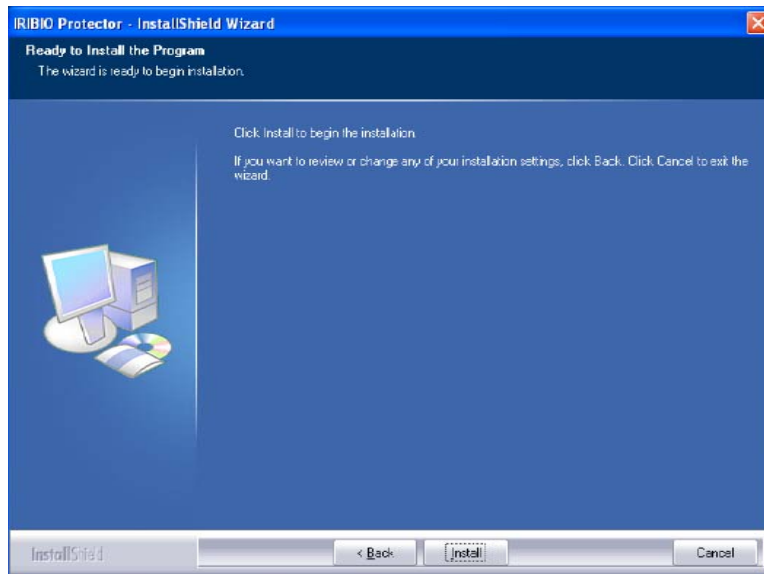 IRIBIO Protector - InstallShield Wizard
Ready to Install the Program
The wizard is ready to begin installation.
Click Install to begin the installation.
If you want to review or change any of your installation settings, click Back. Click Cancel to exit the
wizard.
InstallShield
< Back
Install
Cancel